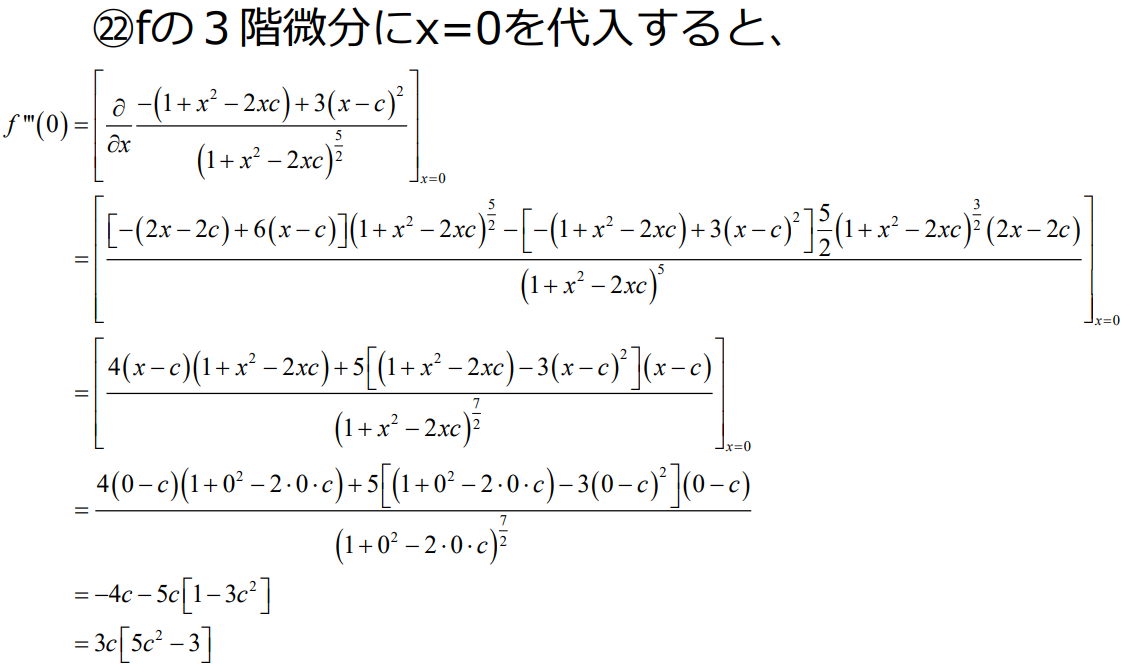 ㉒fの３階微分にx=0を代入すると、
f'''(0) = [∂/∂x (-(1+x²-2xc)+3(x-c)²)/((1+x²-2xc)^(5/2))]_{x=0}
= [([-(2x-2c)+6(x-c)](1+x²-2xc)^(5/2) - [-(1+x²-2xc)+3(x-c)²] 5/2 (1+x²-2xc)^(3/2) (2x-2c))/((1+x²-2xc)^5)]_{x=0}
= [(4(x-c)(1+x²-2xc)+5[(1+x²-2xc)-3(x-c)²](x-c))/((1+x²-2xc)^(7/2))]_{x=0}
= (4(0-c)(1+0²-2·0·c)+5[(1+0²-2·0·c)-3(0-c)²](0-c))/((1+0²-2·0·c)^(7/2))
= -4c-5c[1-3c²]
= 3c[5c²-3]